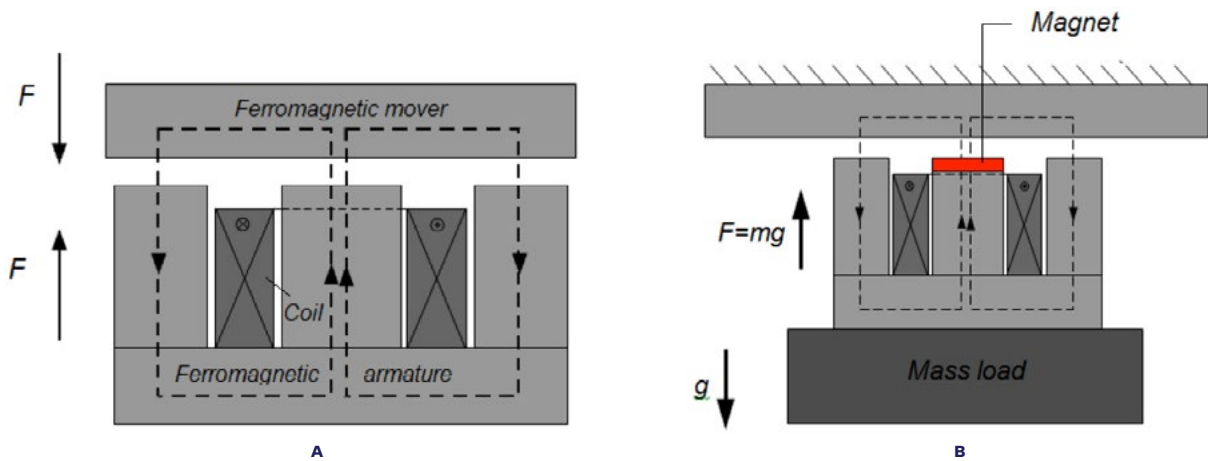 F
F
Ferromagnetic mover
Coil
Ferromagnetic armature
A
Magnet
F=mg
g
Mass load
B